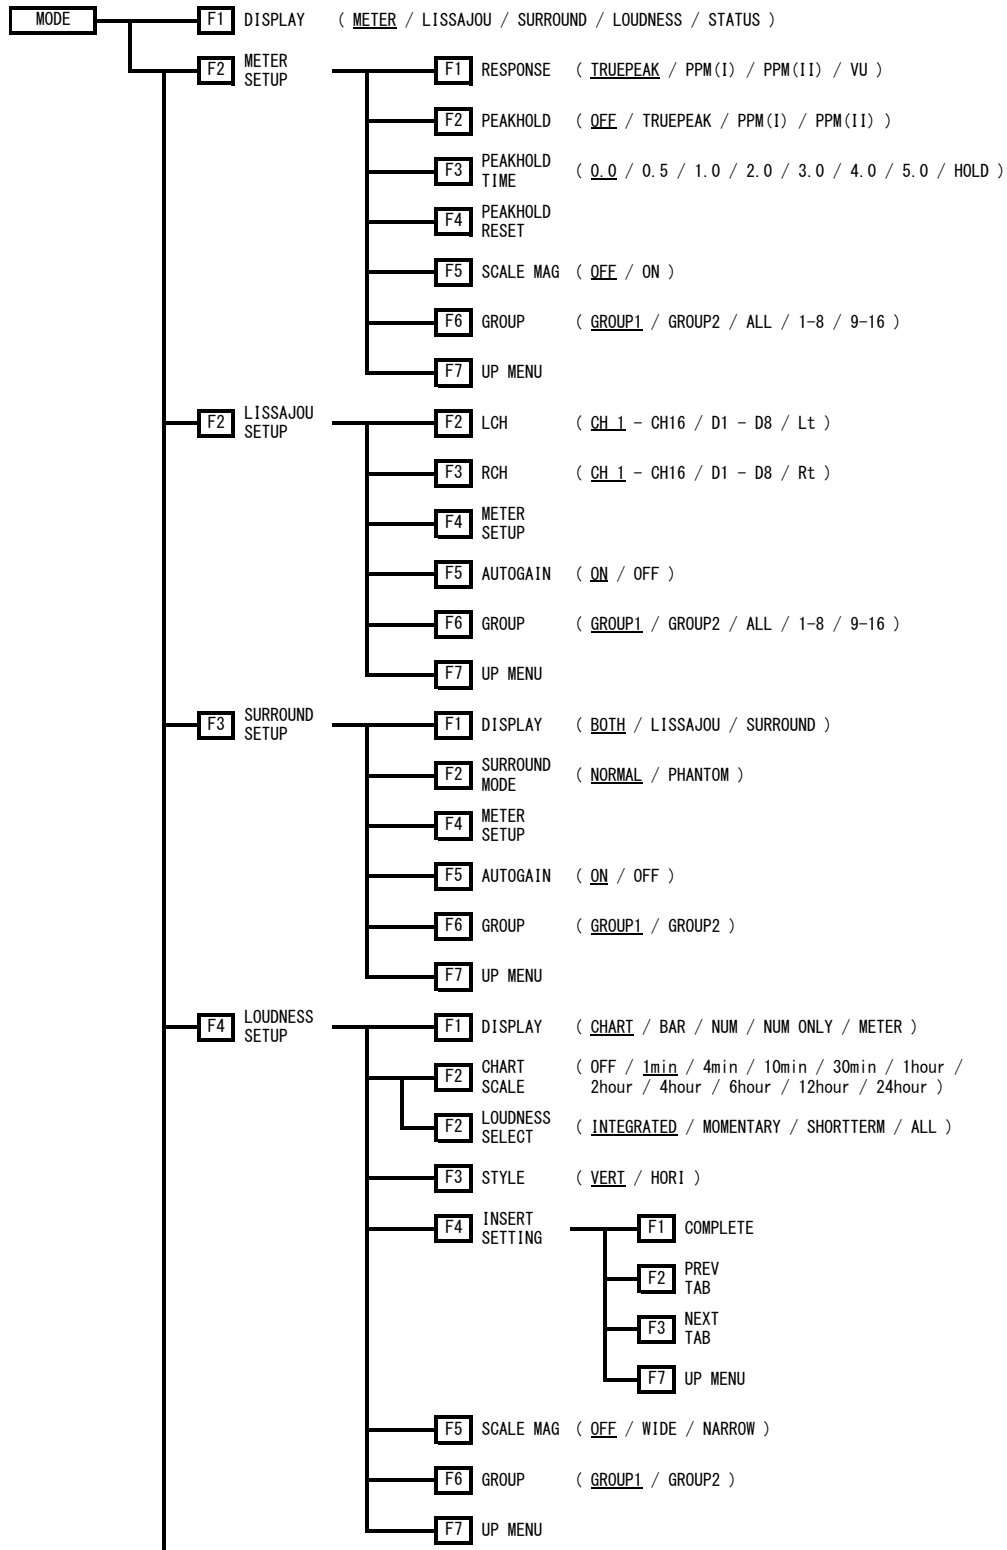 MODE F1 DISPLAY ( METER / LISSAJOU / SURROUND / LOUDNESS / STATUS )
F2 METER
SETUP
F1 RESPONSE ( TRUEPEAK / PPM(I) / PPM(II) / VU )
F2 PEAKHOLD ( OFF / TRUEPEAK / PPM(I) / PPM(II) )
F3 PEAKHOLD
TIME
( 0.0 / 0.5 / 1.0 / 2.0 / 3.0 / 4.0 / 5.0 / HOLD )
F4 PEAKHOLD
RESET
F5 SCALE MAG ( OFF / ON )
F6 GROUP ( GROUP1 / GROUP2 / ALL / 1-8 / 9-16 )
F7 UP MENU
F2 LISSAJOU
SETUP
F2 LCH ( CH 1 - CH16 / D1 - D8 / Lt )
F3 RCH ( CH 1 - CH16 / D1 - D8 / Rt )
F4 METER
SETUP
F5 AUTOGAIN ( ON / OFF )
F6 GROUP ( GROUP1 / GROUP2 / ALL / 1-8 / 9-16 )
F7 UP MENU
F3 SURROUND
SETUP
F1 DISPLAY ( BOTH / LISSAJOU / SURROUND )
F2 SURROUND
MODE
( NORMAL / PHANTOM )
F4 METER
SETUP
F5 AUTOGAIN ( ON / OFF )
F6 GROUP ( GROUP1 / GROUP2 )
F7 UP MENU
F4 LOUDNESS
SETUP
F1 DISPLAY ( CHART / BAR / NUM / NUM ONLY / METER )
F2 CHART
SCALE
( OFF / 1min / 4min / 10min / 30min / 1hour /
2hour / 4hour / 6hour / 12hour / 24hour )
F2 LOUDNESS
SELECT
( INTEGRATED / MOMENTARY / SHORTTERM / ALL )
F3 STYLE ( VERT / HORI )
F4 INSERT
SETTING
F1 COMPLETE
F2 PREV
TAB
F3 NEXT
TAB
F7 UP MENU
F5 SCALE MAG ( OFF / WIDE / NARROW )
F6 GROUP ( GROUP1 / GROUP2 )
F7 UP MENU